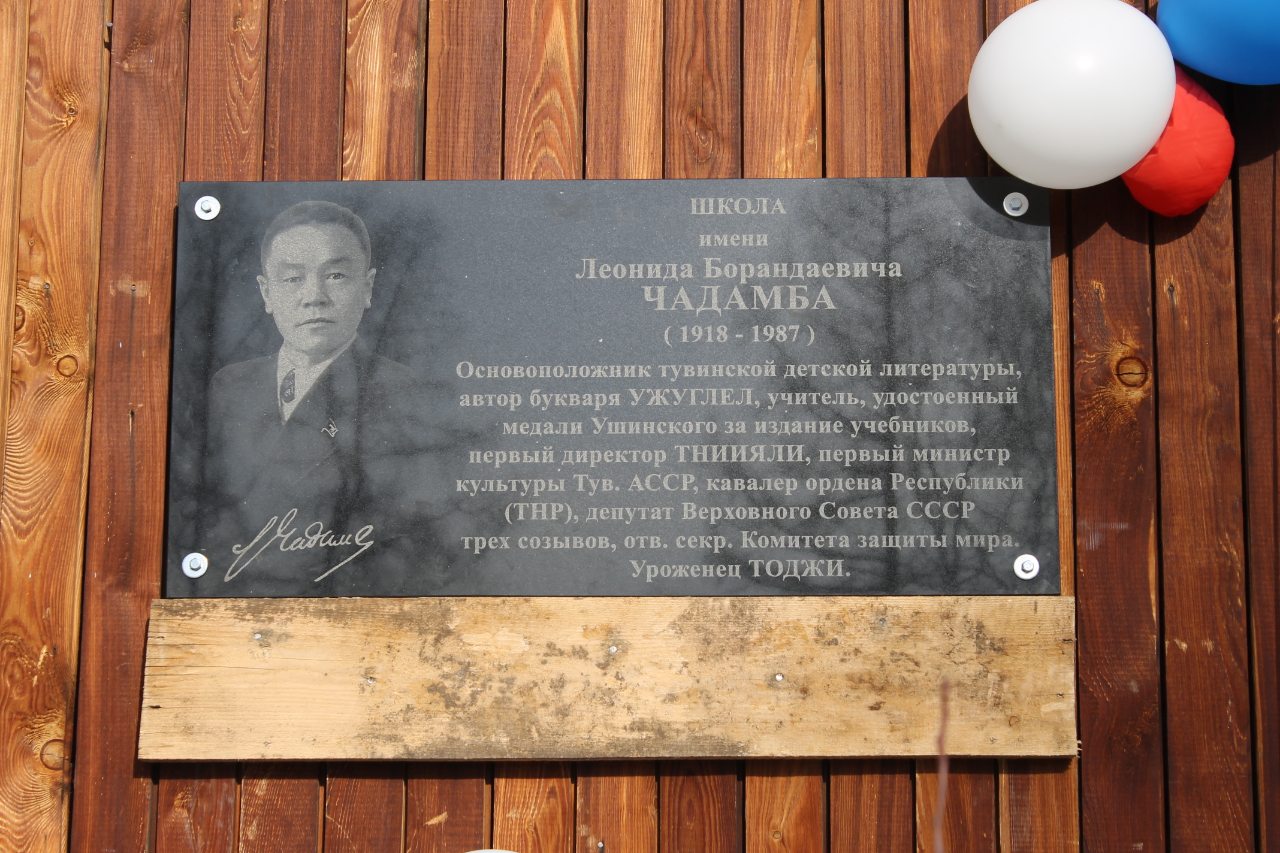 ШКОЛА
имени
Леонида Борандаевича
ЧАДАМБА
( 1918 - 1987 )
Основоположник тувинской детской литературы,
автор букваря УЖУГЛЕЛ, учитель, удостоенный
медали Ушинского за издание учебников,
первый директор ТНИИЯЛИ, первый министр
культуры Тув. АССР, кавалер ордена Республики
(ТНР), депутат Верховного Совета СССР
трех созывов, отв. секр. Комитета защиты мира.
Уроженец ТОДЖИ.